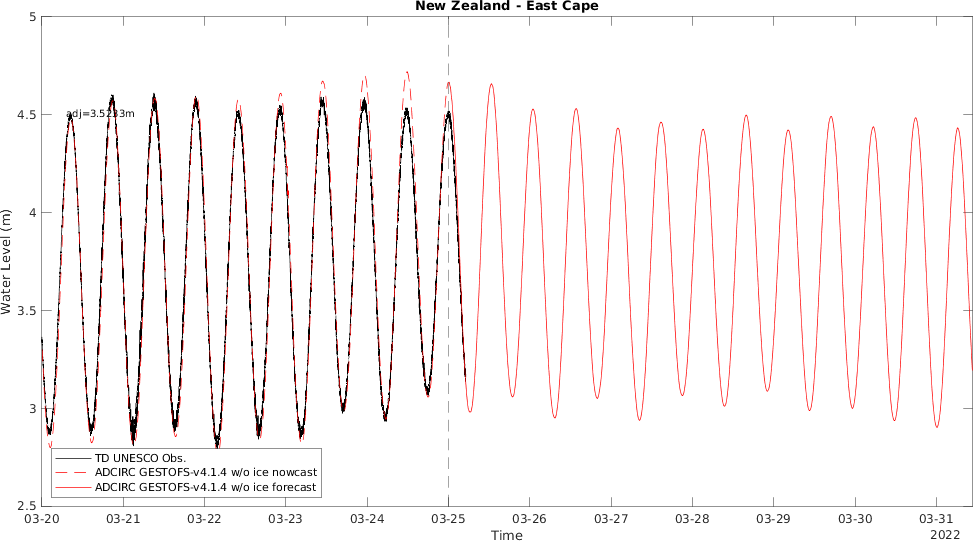 New Zealand - East Cape
5
4.5
4
3.5
3
2.5
Water Level (m)
adj=3.5233m
TD UNESCO Obs.
ADCIRC GESTOFS-v4.1.4 w/o ice nowcast
ADCIRC GESTOFS-v4.1.4 w/o ice forecast
03-20 03-21 03-22 03-23 03-24 03-25 03-26 03-27 03-28 03-29 03-30 03-31
Time
2022